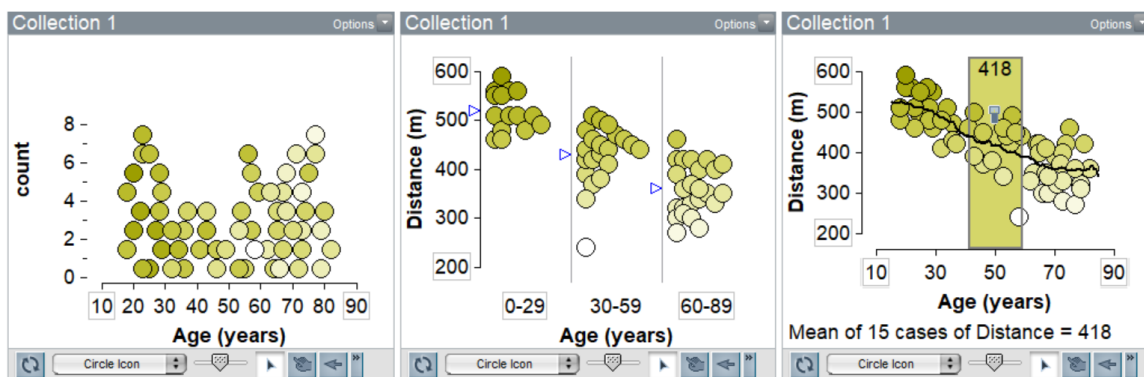 Collection 1 Options
count
8
6
4
2
0
10 20 30 40 50 60 70 80 90
Age (years)
Circle Icon
»
Collection 1 Options
Distance (m)
600
500
400
300
200
0-29 30-59 60-89
Age (years)
Circle Icon
»
Collection 1 Options
Distance (m)
600
500
400
300
200
418
10 30 50 70 90
Age (years)
Mean of 15 cases of Distance = 418
Circle Icon
»